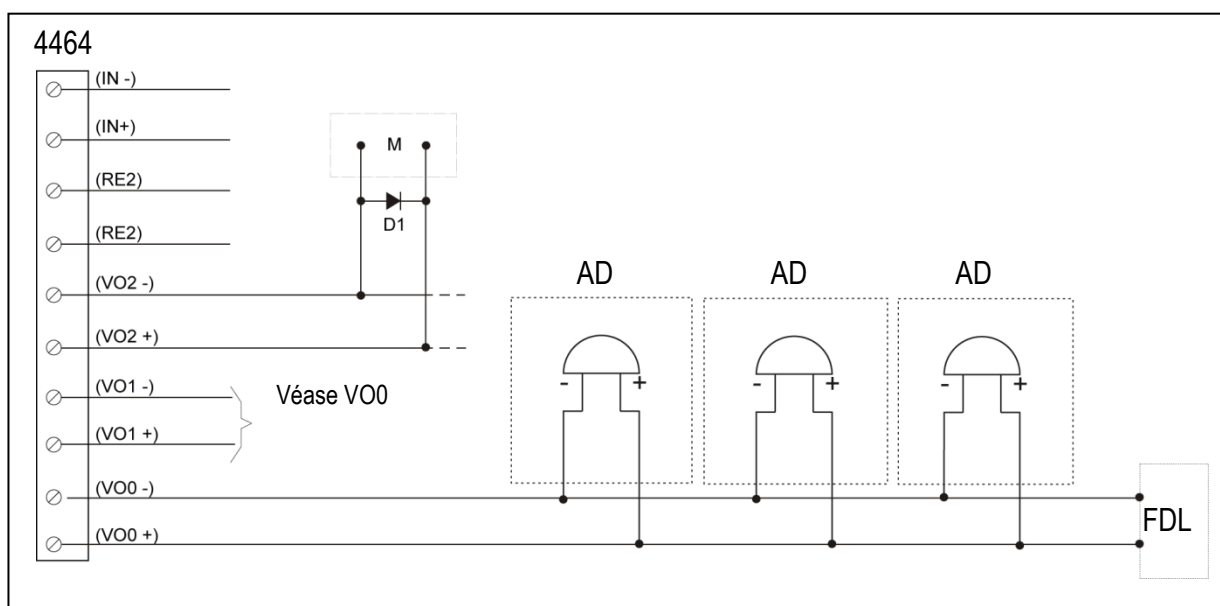 4464
(IN -)
(IN+)
(RE2)
(RE2)
(VO2 -)
(VO2 +)
(VO1 -)
(VO1 +)
(VO0 -)
(VO0 +)
M
D1
Véase VO0
AD
AD
AD
- +
- +
- +
FDL